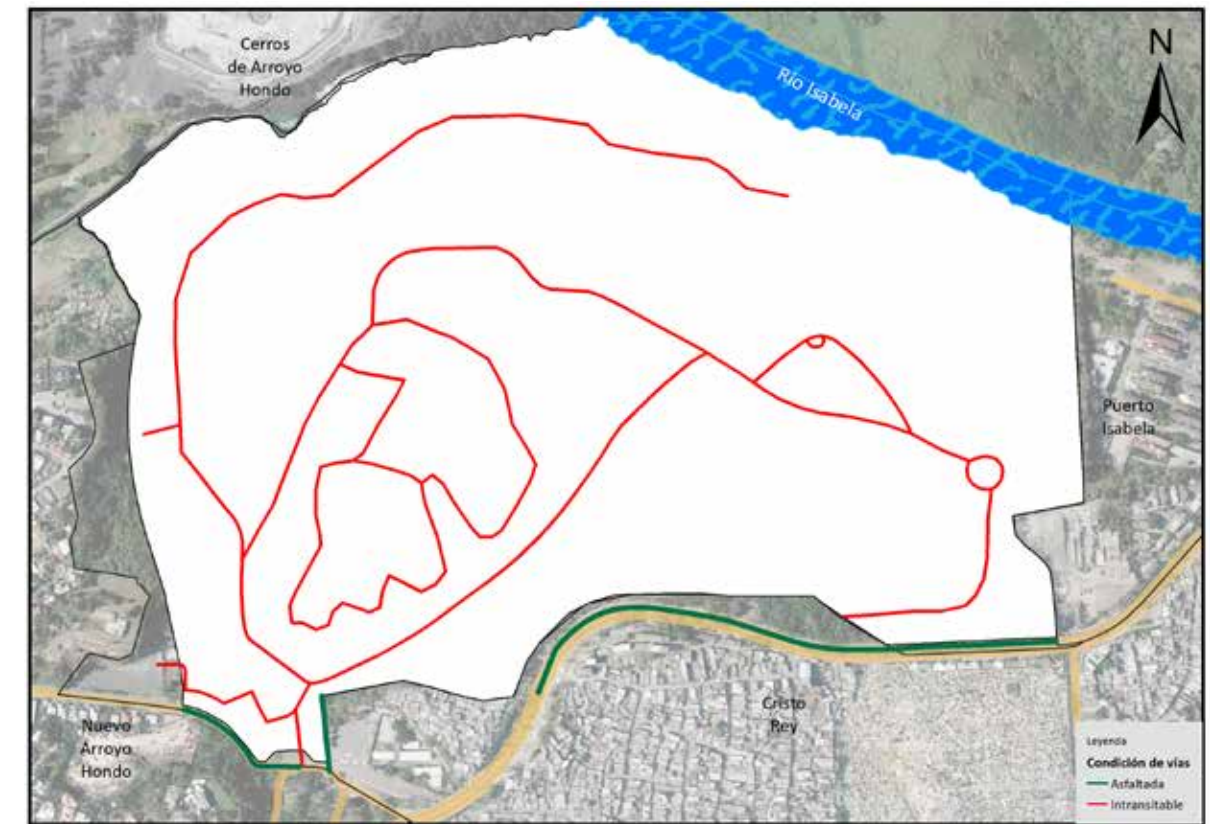 Cerros
de Arroyo
Hondo
Río Isabela
N
Puerto
Isabela
Cristo
Rey
Nuevo
Arroyo
Hondo
Leyenda
Condición de vías
Asfaltada
Intransitable